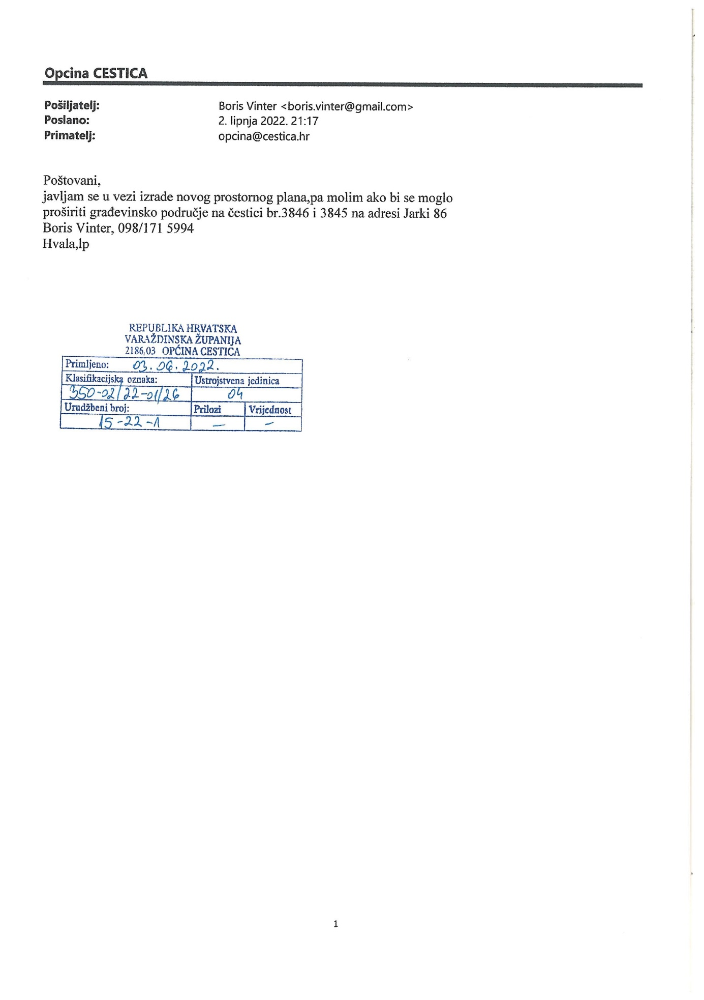 Opcina CESTICA
Pošiljatelj: Boris Vinter <boris.vinter@gmail.com>
Poslano: 2. lipnja 2022. 21:17
Primatelj: opcina@cestica.hr
Poštovani,
javljam se u vezi izrade novog prostornog plana,pa molim ako bi se moglo
proširiti građevinsko područje na čestici br.3846 i 3845 na adresi Jarki 86
Boris Vinter, 098/171 5994
Hvala,lp
REPUBLIKA HRVATSKA
VARAŽDINSKA ŽUPANIJA
2186,03 OPĆINA CESTICA
Primljeno: 03.06.2022.
Klasifikacijska oznaka: Ustrojstvena jedinica
350-02/22-01/26 04
Urudžbeni broj: Prilozi Vrijednost
15-22-1 – –
1